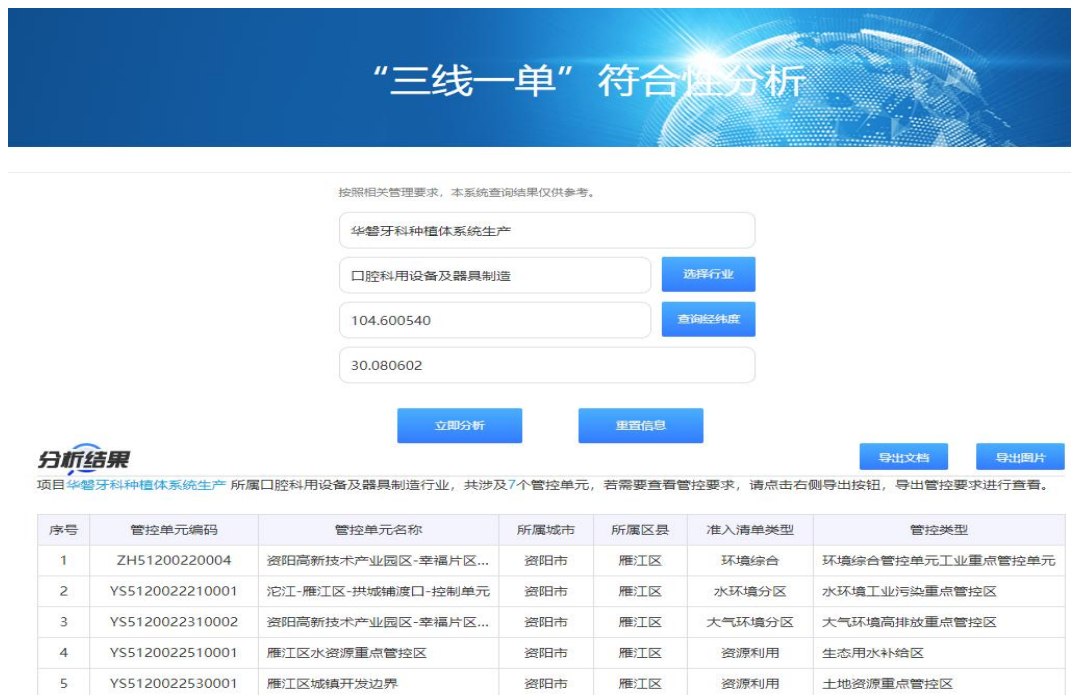 “三线一单”符合性分析
按照相关管理要求，本系统查询结果仅供参考。
华磐牙科种植体系统生产
口腔科用设备及器具制造
选择行业
104.600540
查询经纬度
30.080602
立即分析
重置信息
分析结果
导出文档
导出图片
项目华磐牙科种植体系统生产 所属口腔科用设备及器具制造行业，共涉及7个管控单元，若需要查看管控要求，请点击右侧导出按钮，导出管控要求进行查看。
序号 管控单元编码 管控单元名称 所属城市 所属区县 准入清单类型 管控类型
1 ZH51200220004 资阳高新技术产业园区-幸福片区... 资阳市 雁江区 环境综合 环境综合管控单元工业重点管控单元
2 YS5120022210001 沱江-雁江区-拱城铺渡口-控制单元 资阳市 雁江区 水环境分区 水环境工业污染重点管控区
3 YS5120022310002 资阳高新技术产业园区-幸福片区... 资阳市 雁江区 大气环境分区 大气环境高排放重点管控区
4 YS5120022510001 雁江区水资源重点管控区 资阳市 雁江区 资源利用 生态用水补给区
5 YS5120022530001 雁江区城镇开发边界 资阳市 雁江区 资源利用 土地资源重点管控区